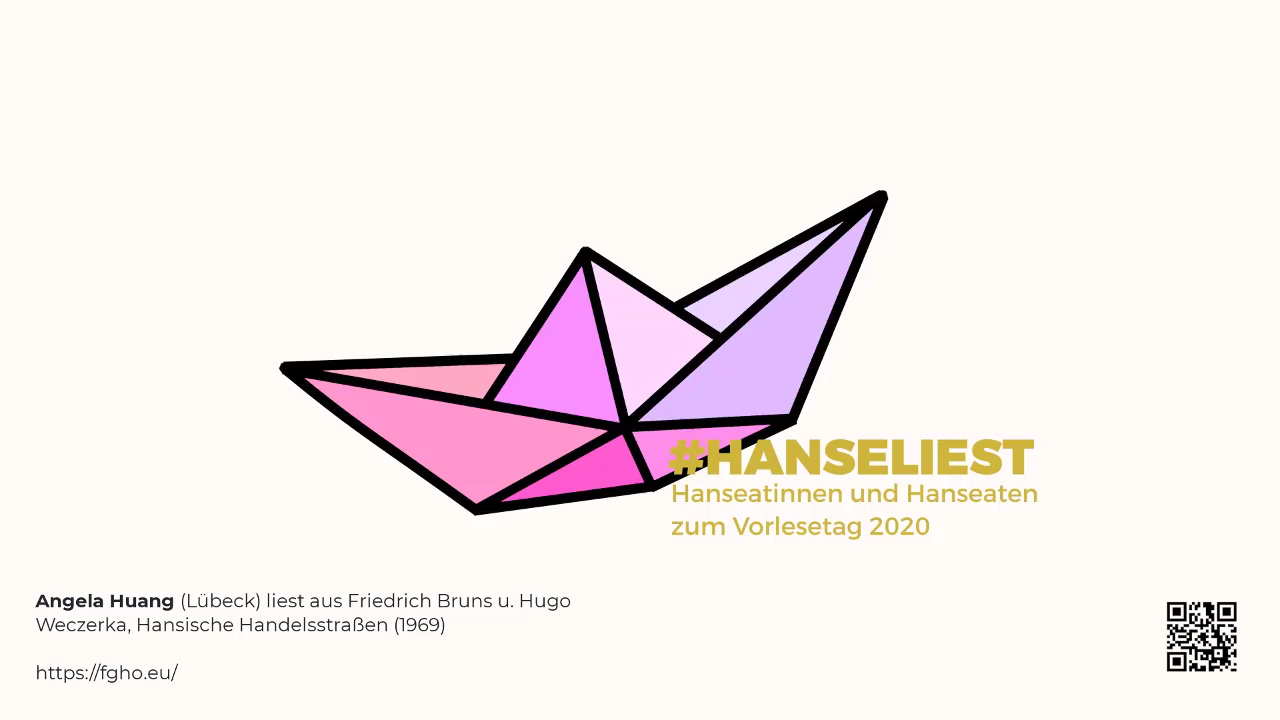 #HANSELIEST
Hanseatinnen und Hanseaten
zum Vorlesetag 2020
Angela Huang (Lübeck) liest aus Friedrich Bruns u. Hugo
Weczerka, Hansische Handelsstraßen (1969)
https://fgho.eu/